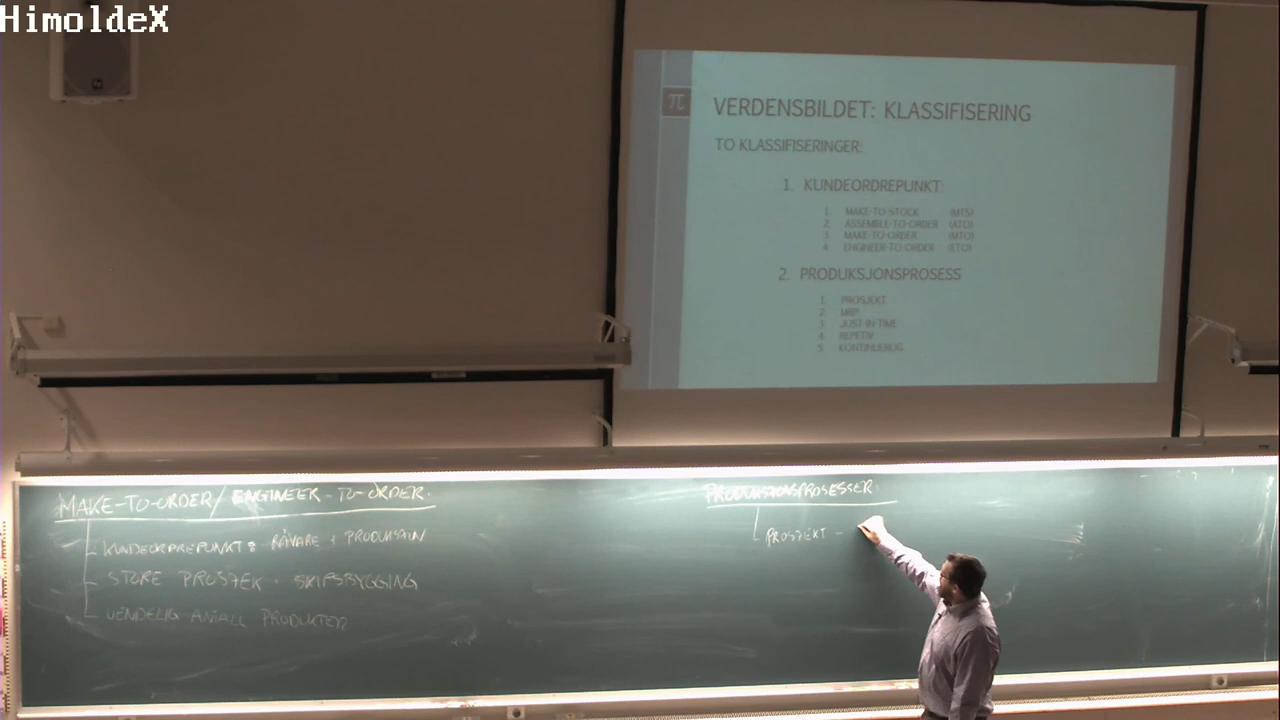 HimoldeX
π
VERDENSBILDET: KLASSIFISERING
TO KLASSIFISERINGER:
1. KUNDEORDREPUNKT:
1. MAKE-TO-STOCK (MTS)
2. ASSEMBLE-TO-ORDER (ATO)
3. MAKE-TO-ORDER (MTO)
4. ENGINEER-TO-ORDER (ETO)
2. PRODUKSJONSPROSESS
1. PROSJEKT
2. MRP
3. JUST-IN-TIME
4. REPETIV
5. KONTINUERLIG
MAKE-TO-ORDER/ ENGINEER-TO-ORDER.
KUNDEORDREPUNKT: RÅVARE + PRODUKSJON
STORE PROSJEK. SKIPSBYGGING
UENDELIG ANTALL PRODUKTER
PRODUKSJONSPROSESSER
PROSJEKT -